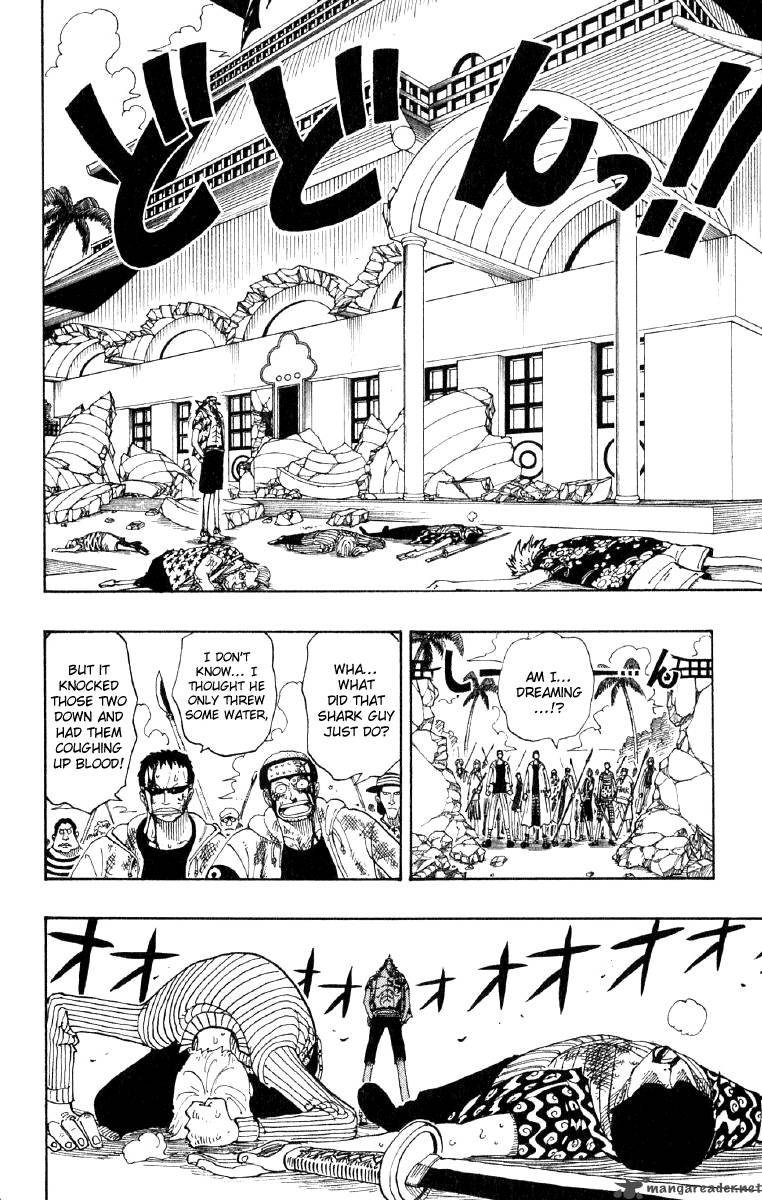 どどんっ!!
AM I
DREAMING
...!?
しーーん
WHA...
WHAT
DID THAT
SHARK GUY
JUST DO?
I DON'T
KNOW... I
THOUGHT HE
ONLY THREW
SOME WATER,
BUT IT
KNOCKED
THOSE TWO
DOWN AND
HAD THEM
COUGHING
UP BLOOD!
オオオオオオオオ
mangareader.net